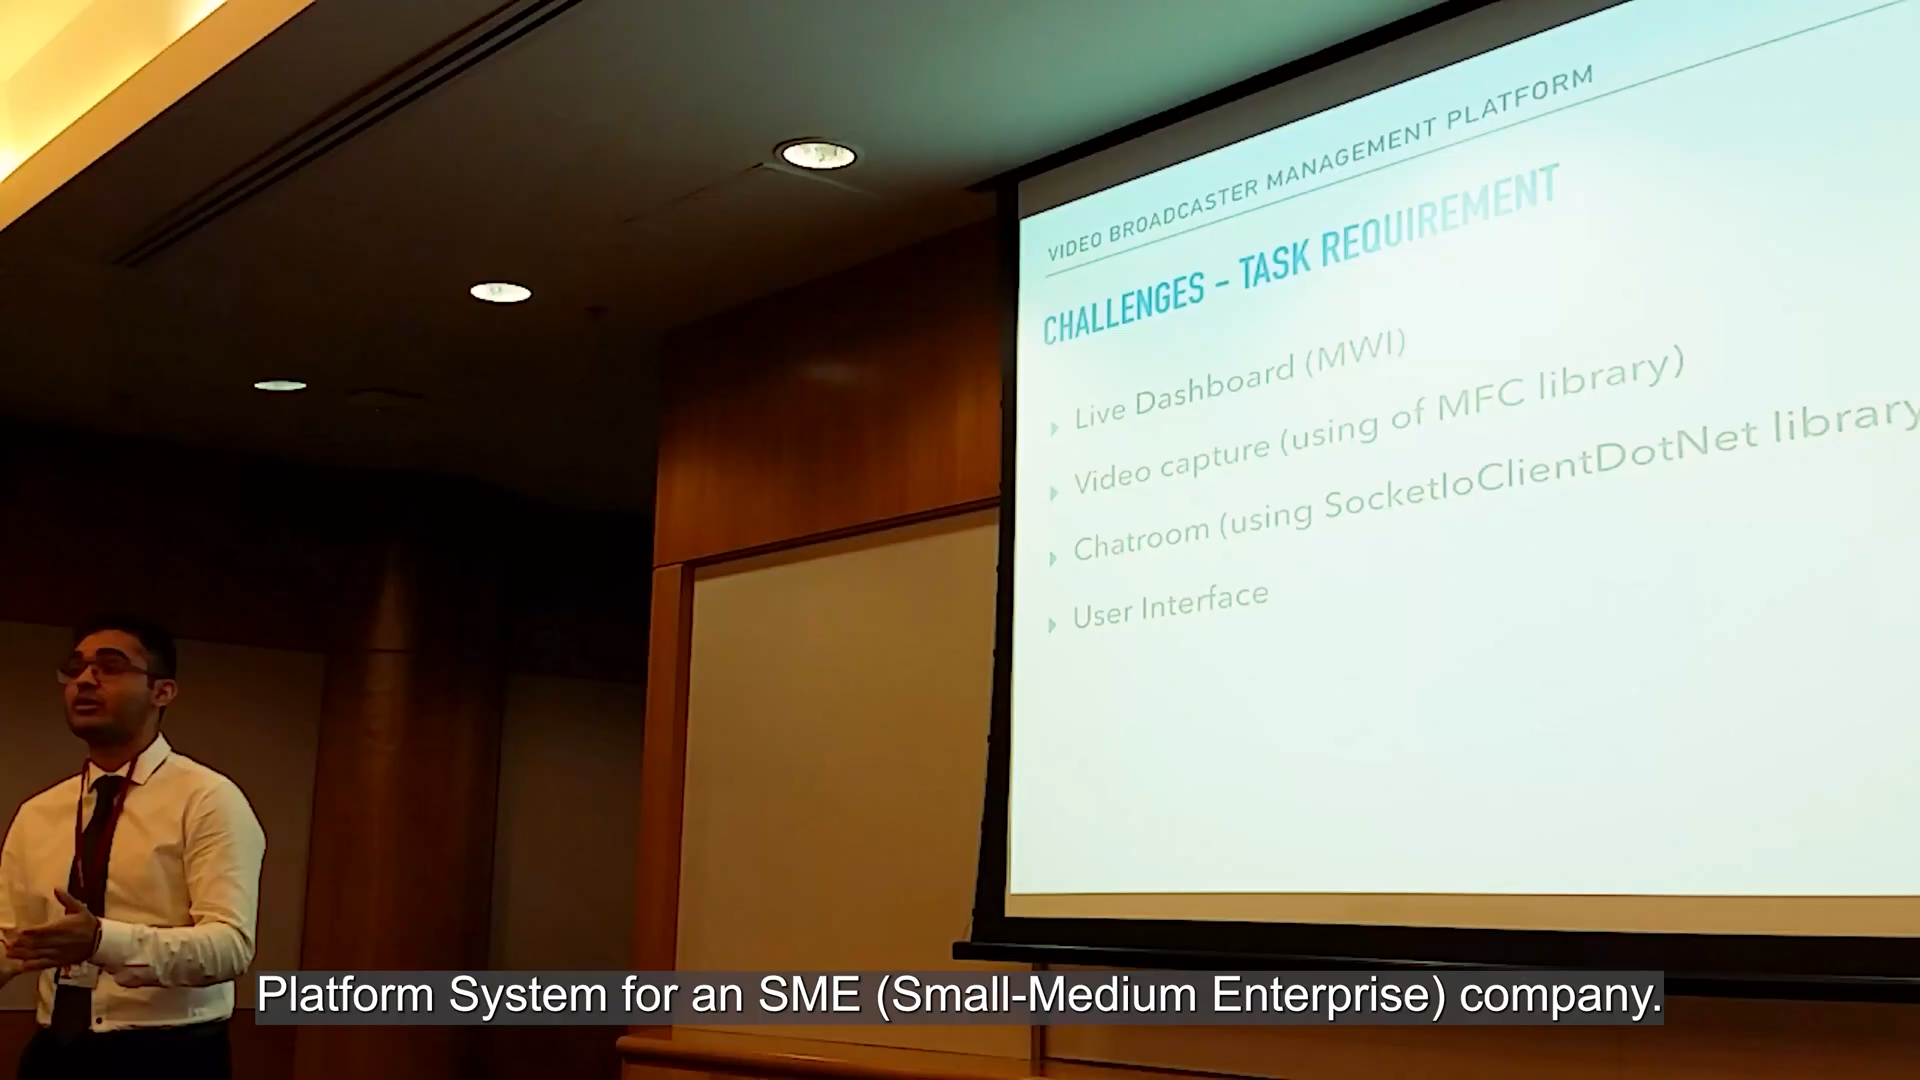 VIDEO BROADCASTER MANAGEMENT PLATFORM
CHALLENGES – TASK REQUIREMENT
Live Dashboard (MWI)
Video capture (using of MFC library)
Chatroom (using SocketIoClientDotNet library
User Interface
Platform System for an SME (Small-Medium Enterprise) company.